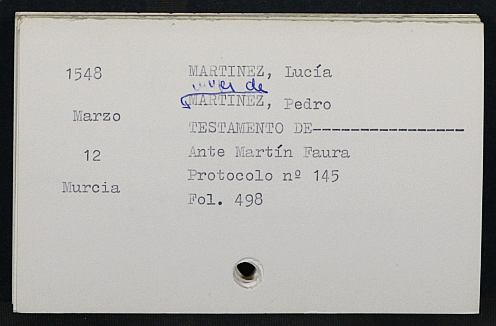 1548 MARTINEZ, Lucía
mujer de
MARTINEZ, Pedro
Marzo
TESTAMENTO DE----------------
12 Ante Martín Faura
Protocolo nº 145
Murcia
Fol. 498